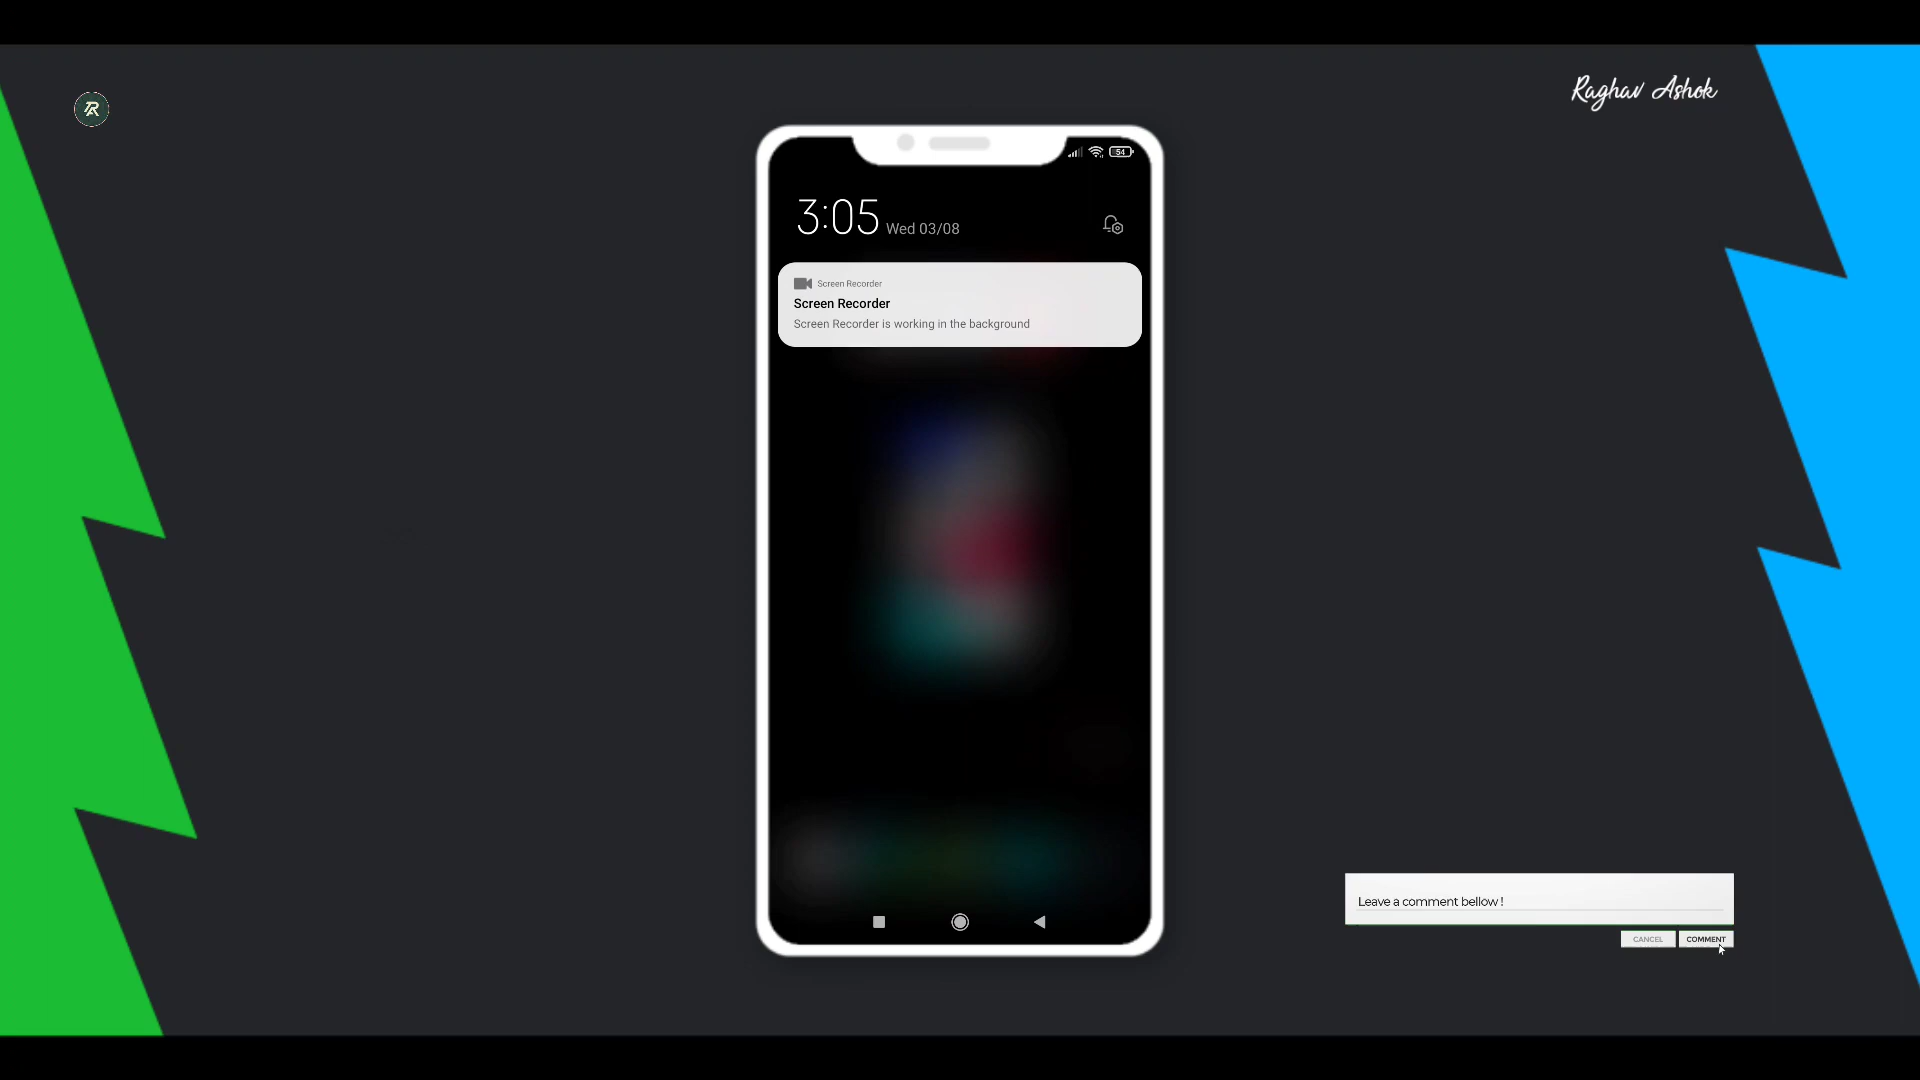 Raghav Ashok
54
3:05 Wed 03/08
Screen Recorder
Screen Recorder
Screen Recorder is working in the background
Leave a comment bellow !
CANCEL COMMENT